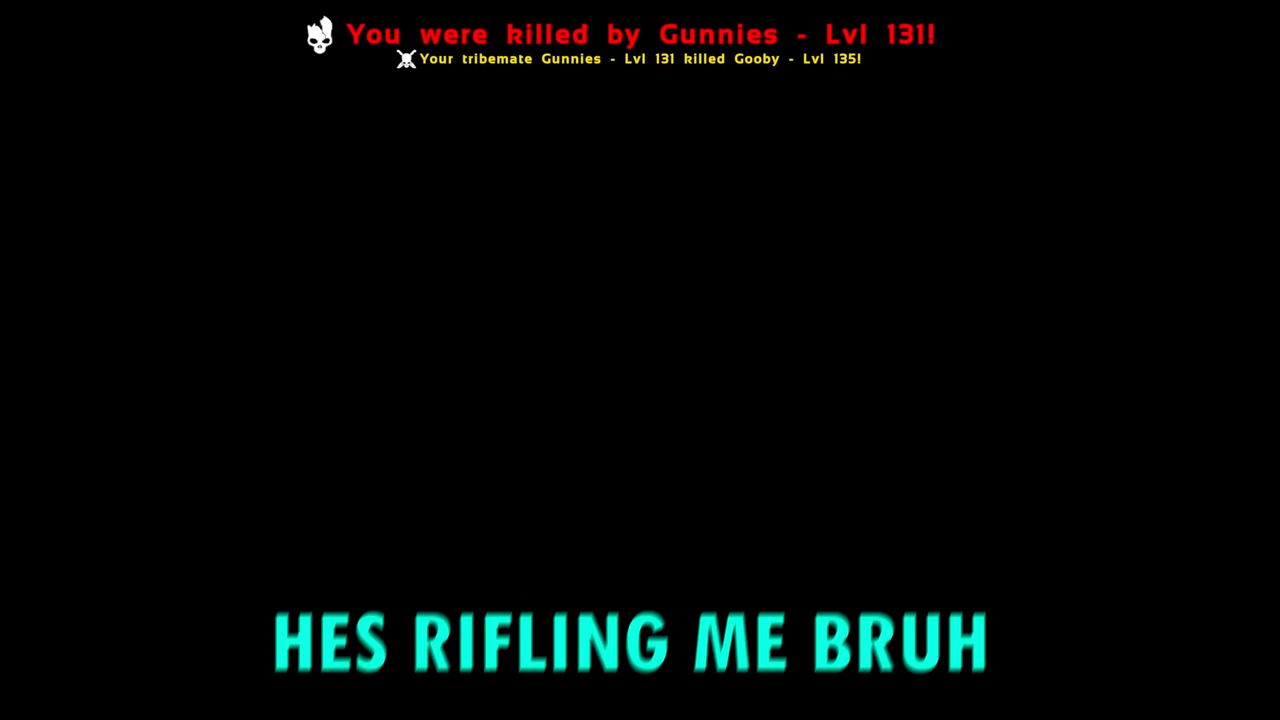 You were killed by Gunnies - Lvl 131!
Your tribemate Gunnies - Lvl 131 killed Gooby - Lvl 135!
HES RIFLING ME BRUH